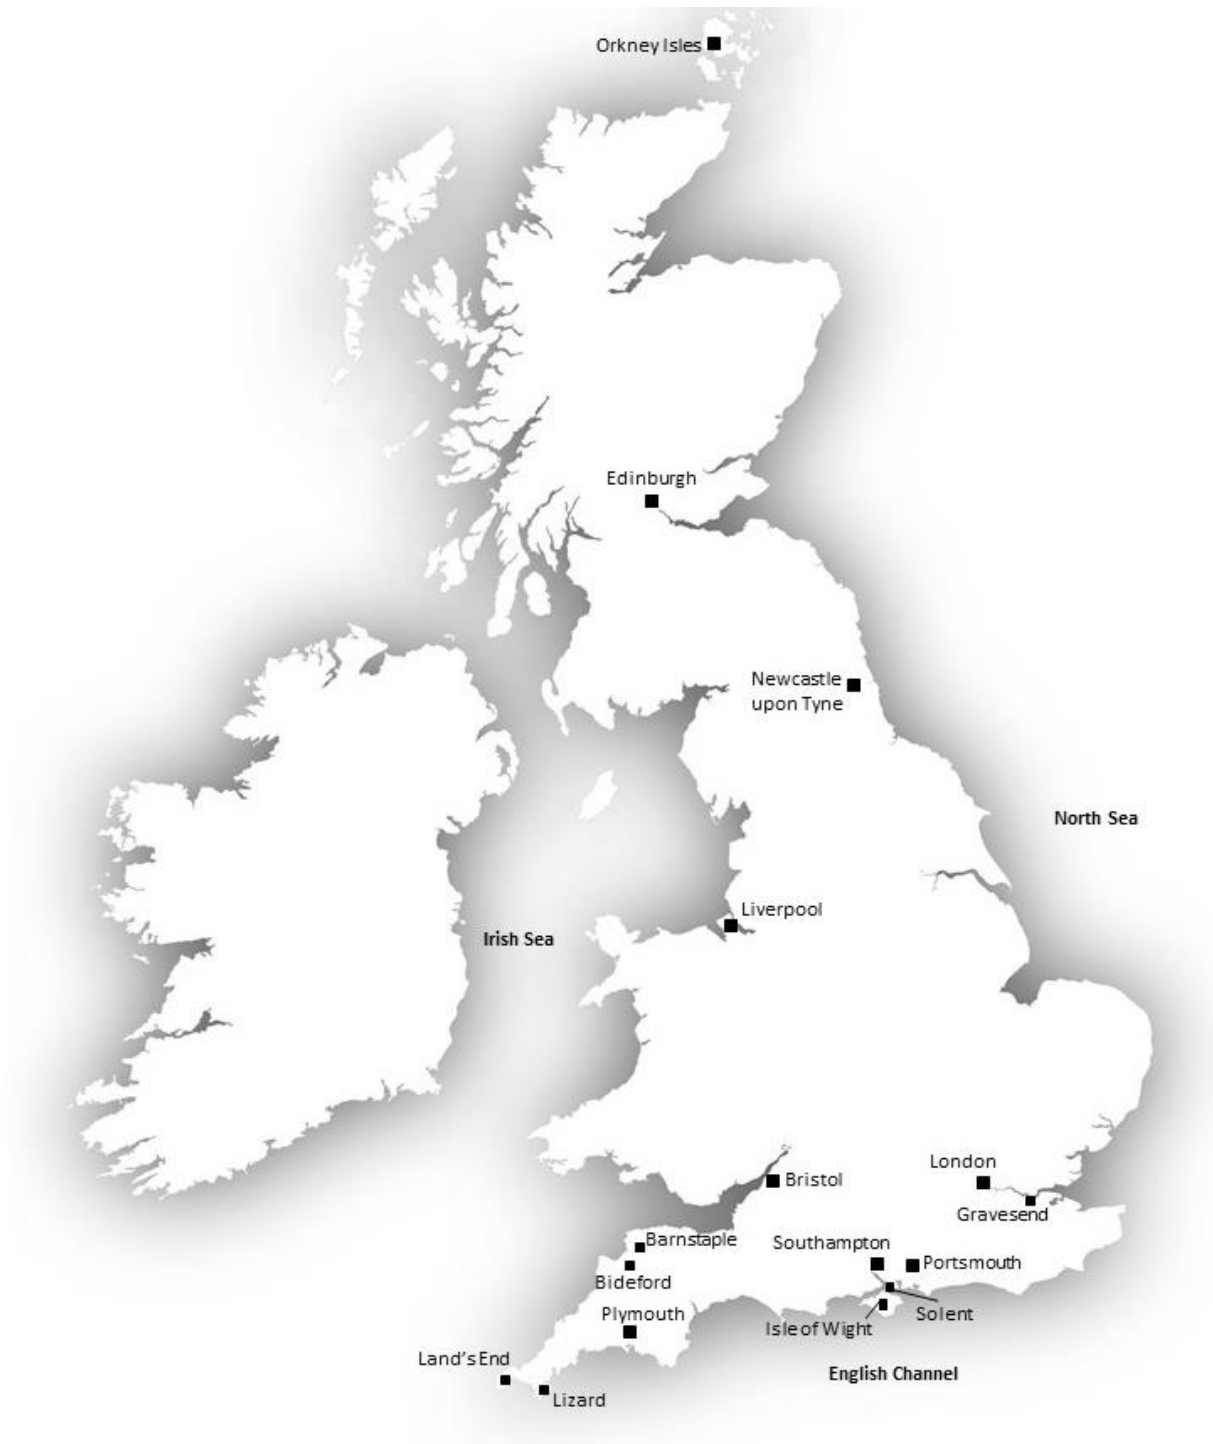 Orkney Isles
Edinburgh
Newcastle
upon Tyne
North Sea
Liverpool
Irish Sea
London
Bristol
Gravesend
Barnstaple
Southampton
Portsmouth
Bideford
Plymouth
Solent
Isle of Wight
Land's End
English Channel
Lizard